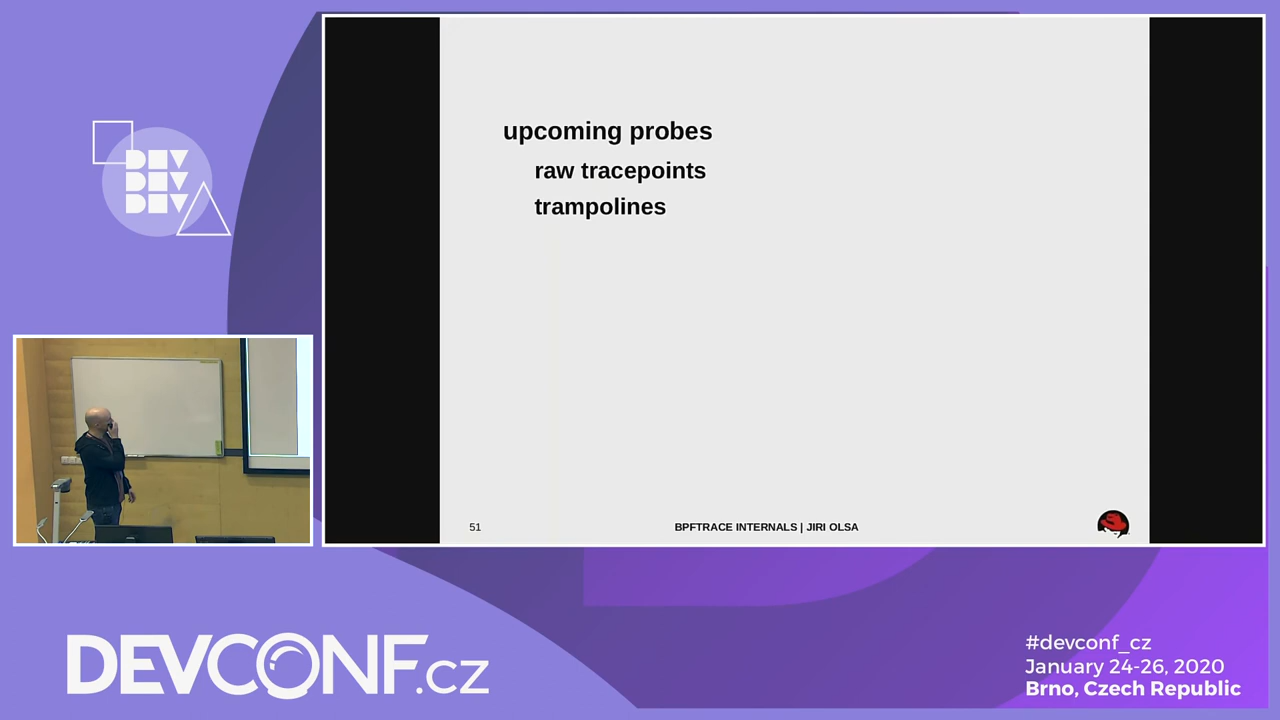 DEV
DEV
DEV
upcoming probes
raw tracepoints
trampolines
51
BPFTRACE INTERNALS | JIRI OLSA
DEVCONF.cz
#devconf_cz
January 24-26, 2020
Brno, Czech Republic